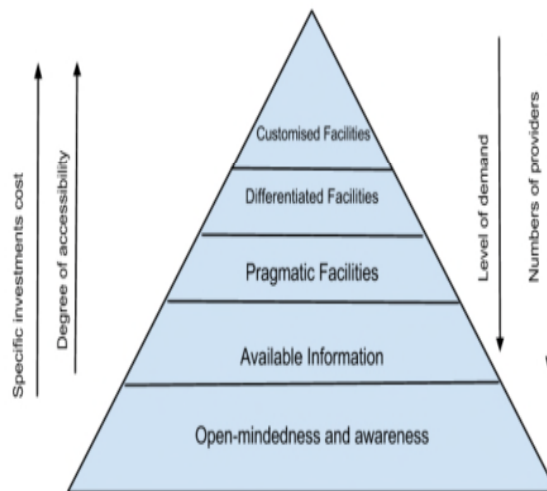 Customised Facilities
Differentiated Facilities
Pragmatic Facilities
Available Information
Open-mindedness and awareness
Specific investments cost
Degree of accessibility
Level of demand
Numbers of providers